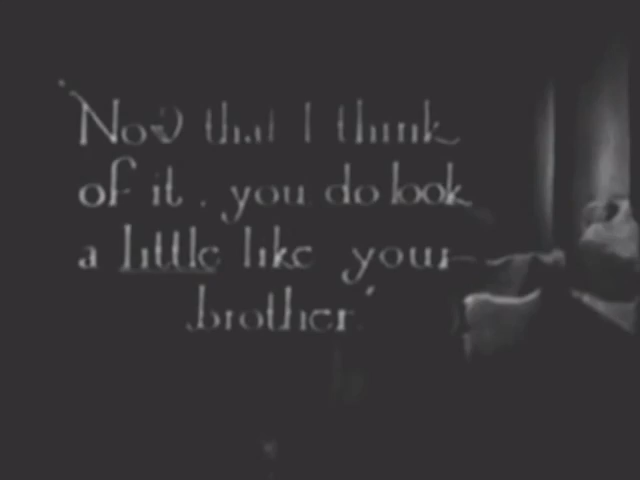 "Now that I think
of it, you do look
a little like your
brother."